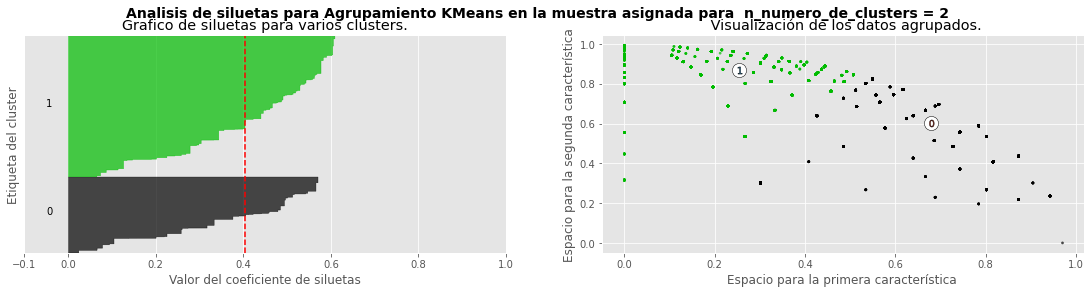 Analisis de siluetas para Agrupamiento KMeans en la muestra asignada para n_numero_de_clusters = 2
Grafico de siluetas para varios clusters.
Etiqueta del cluster
1
0
−0.1 0.0 0.2 0.4 0.6 0.8 1.0
Valor del coeficiente de siluetas
Visualización de los datos agrupados.
Espacio para la segunda característica
1.0
0.8
0.6
0.4
0.2
0.0
1
0
0.0 0.2 0.4 0.6 0.8 1.0
Espacio para la primera característica